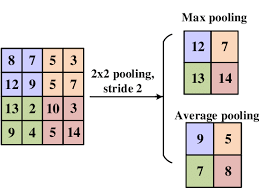 Max pooling
12 7
13 14
8 7 5 3
12 9 5 7
13 2 10 3
9 4 5 14
2x2 pooling,
stride 2
Average pooling
9 5
7 8